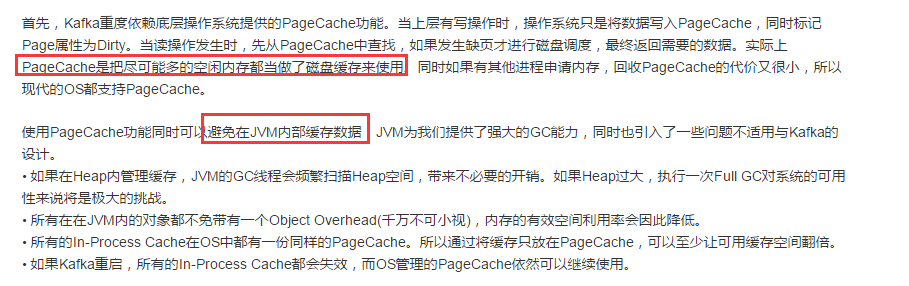 首先，Kafka重度依赖底层操作系统提供的PageCache功能。当上层有写操作时，操作系统只是将数据写入PageCache，同时标记
Page属性为Dirty。当读操作发生时，先从PageCache中查找，如果发生缺页才进行磁盘调度，最终返回需要的数据。实际上
PageCache是把尽可能多的空闲内存都当做了磁盘缓存来使用 同时如果有其他进程申请内存，回收PageCache的代价又很小，所以
现代的OS都支持PageCache。
使用PageCache功能同时可以避免在JVM内部缓存数据 JVM为我们提供了强大的GC能力，同时也引入了一些问题不适用与Kafka的
设计。
• 如果在Heap内管理缓存，JVM的GC线程会频繁扫描Heap空间，带来不必要的开销。如果Heap过大，执行一次Full GC对系统的可用
性来说将是极大的挑战。
• 所有在在JVM内的对象都不免带有一个Object Overhead(千万不可小视)，内存的有效空间利用率会因此降低。
• 所有的In-Process Cache在OS中都有一份同样的PageCache。所以通过将缓存只放在PageCache，可以至少让可用缓存空间翻倍。
• 如果Kafka重启，所有的In-Process Cache都会失效，而OS管理的PageCache依然可以继续使用。